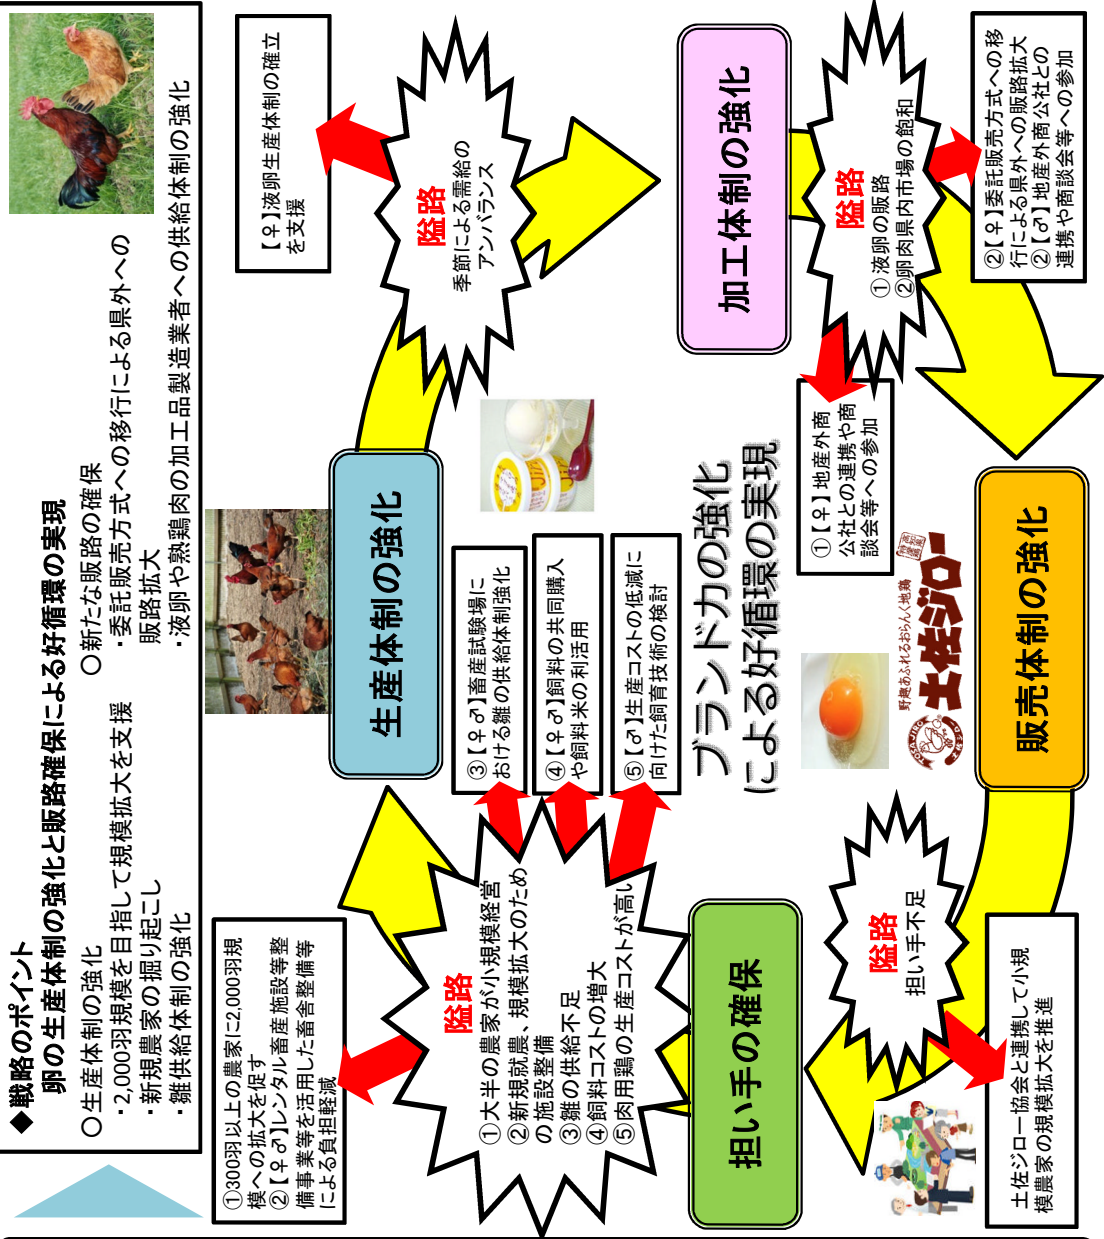 ◆戦略のポイント
卵の生産体制の強化と販路確保による好循環の実現
〇生産体制の強化
・2,000羽規模を目指して規模拡大を支援
・新規農家の掘り起こし
・雛供給体制の強化
〇新たな販路の確保
・委託販売方式への移行による県外への
販路拡大
・液卵や熟鶏肉の加工品製造業者への供給体制の強化
①300羽以上の農家に2,000羽規
模への拡大を促す
②【♀♂】レンタル畜産施設等整
備事業等を活用した畜舎整備等
による負担軽減
生産体制の強化
【♀】液卵生産体制の確立
を支援
隘路
季節による需給の
アンバランス
隘路
①大半の農家が小規模経営
②新規就農、規模拡大のため
の施設整備
③雛の供給不足
④飼料コストの増大
⑤肉用鶏の生産コストが高い
③【♀♂】畜産試験場に
おける雛の供給体制強化
④【♀♂】飼料の共同購入
や飼料米の利活用
⑤【♂】生産コストの低減に
向けた飼育技術の検討
ブランド力の強化
による好循環の実現
担い手の確保
加工体制の強化
隘路
①液卵の販路
②卵肉県内市場の飽和
①【♀】地産外商
公社との連携や商
談会等への参加
②【♀】委託販売方式への移
行による県外への販路拡大
②【♂】地産外商公社との
連携や商談会等への参加
野趣あふれるおらんく地鶏
土佐ジロー
TOSAJIRO
販売体制の強化
隘路
担い手不足
土佐ジロー協会と連携して小規
模農家の規模拡大を推進